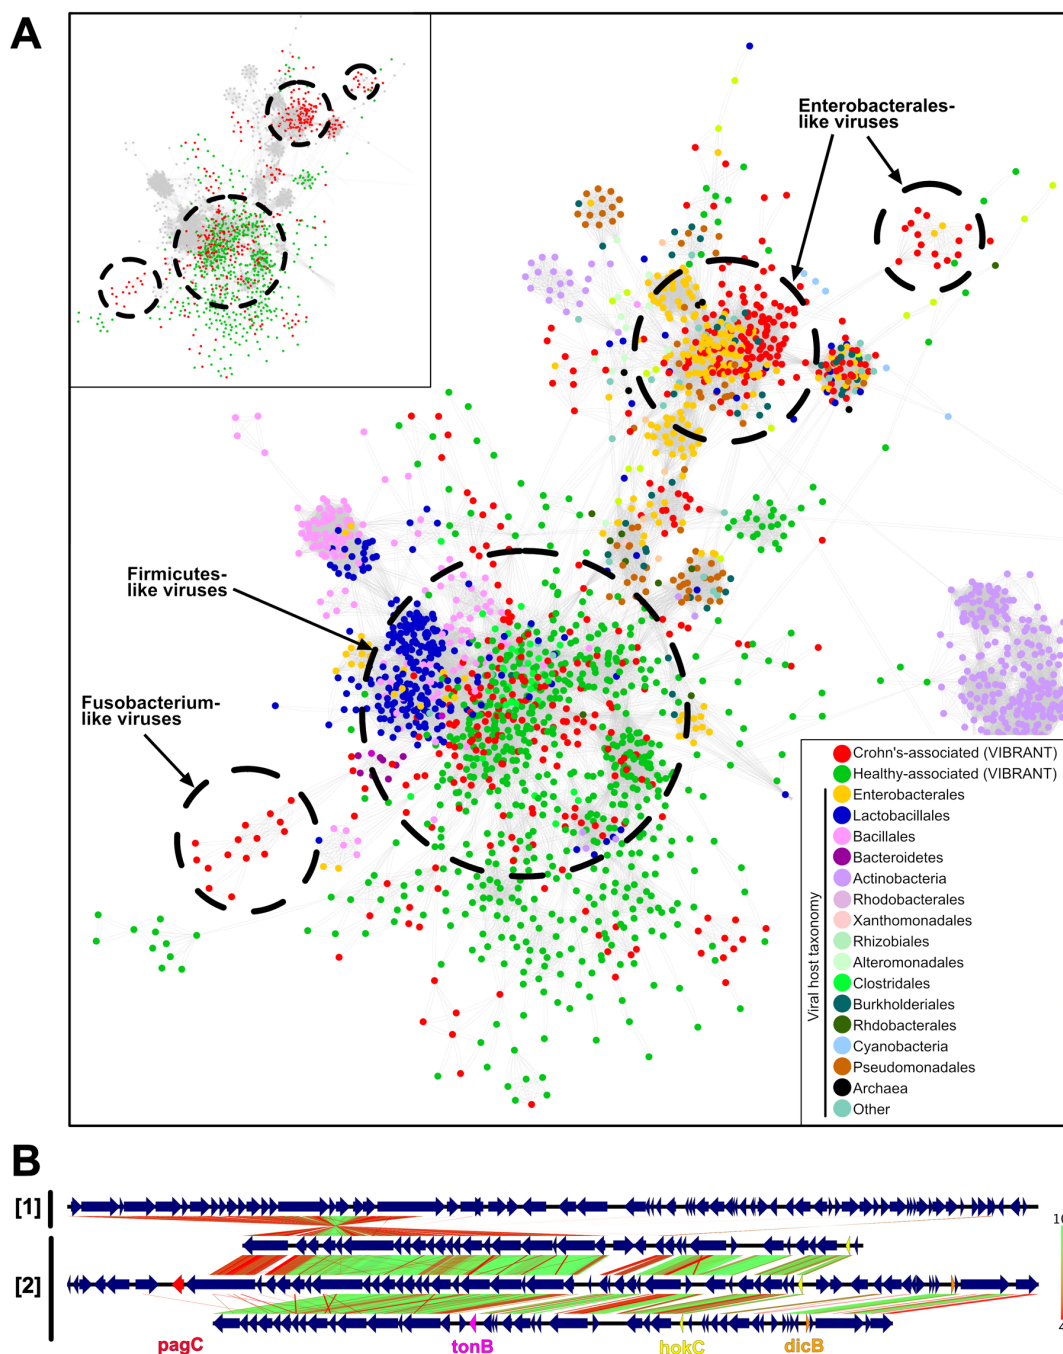 A
Enterobacterales-
like viruses
Firmicutes-
like viruses
Fusobacterium-
like viruses
Crohn's-associated (VIBRANT)
Healthy-associated (VIBRANT)
Viral host taxonomy
Enterobacterales
Lactobacillales
Bacillales
Bacteroidetes
Actinobacteria
Rhodobacterales
Xanthomonadales
Rhizobiales
Alteromonadales
Clostridales
Burkholderiales
Rhdobacterales
Cyanobacteria
Pseudomonadales
Archaea
Other
B
[1]
[2]
pagC
tonB
hokC
dicB